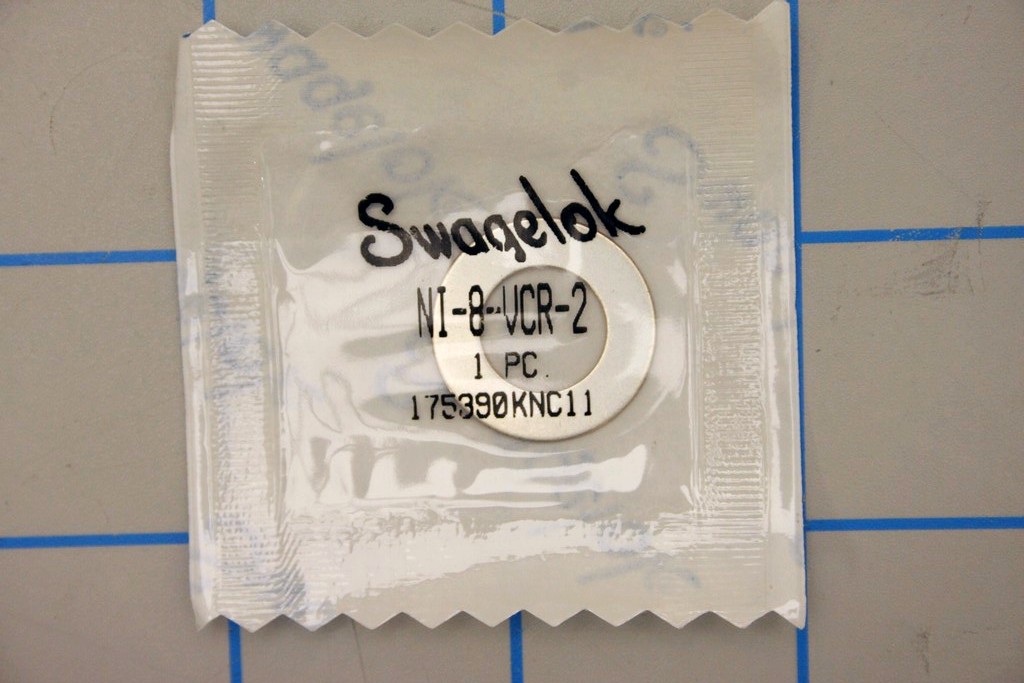 Swagelok
NI-8-VCR-2
1 PC.
175390KNC11